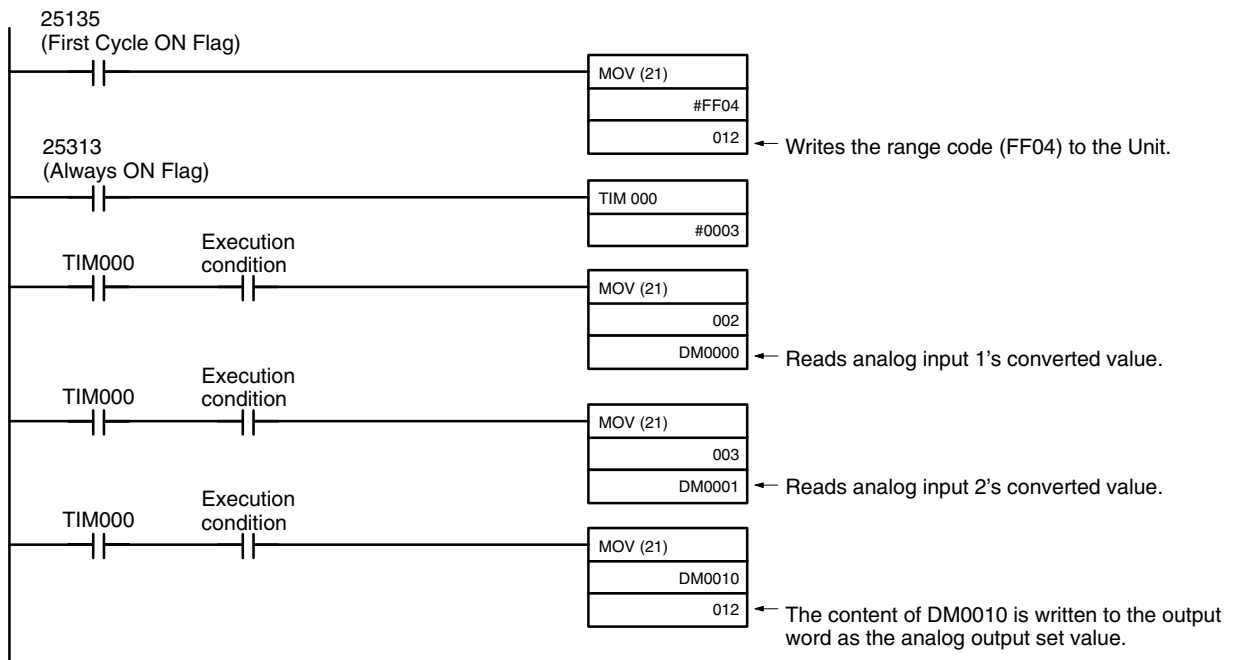 25135
(First Cycle ON Flag)
MOV (21)
#FF04
012
Writes the range code (FF04) to the Unit.
25313
(Always ON Flag)
TIM 000
#0003
TIM000
Execution
condition
MOV (21)
002
DM0000
Reads analog input 1’s converted value.
TIM000
Execution
condition
MOV (21)
003
DM0001
Reads analog input 2’s converted value.
TIM000
Execution
condition
MOV (21)
DM0010
012
The content of DM0010 is written to the output
word as the analog output set value.